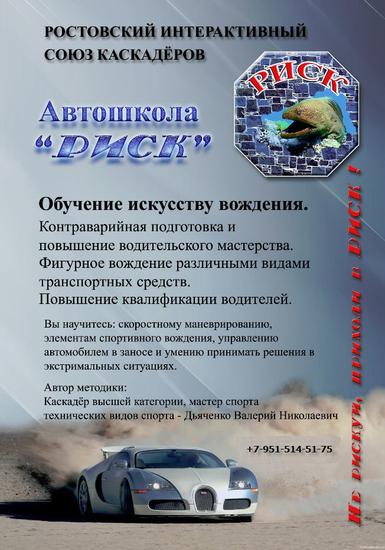 РОСТОВСКИЙ ИНТЕРАКТИВНЫЙ
СОЮЗ КАСКАДЁРОВ
РИСК
Автошкола
“РИСК”
Обучение искусству вождения.
Контраварийная подготовка и
повышение водительского мастерства.
Фигурное вождение различными видами
транспортных средств.
Повышение квалификации водителей.
Вы научитесь: скоростному маневрированию,
элементам спортивного вождения, управлению
автомобилем в заносе и умению принимать решения в
экстримальных ситуациях.
Автор методики:
Каскадёр высшей категории, мастер спорта
технических видов спорта - Дьяченко Валерий Николаевич
+7-951-514-51-75
Не рискуй, приходи в РИСК !